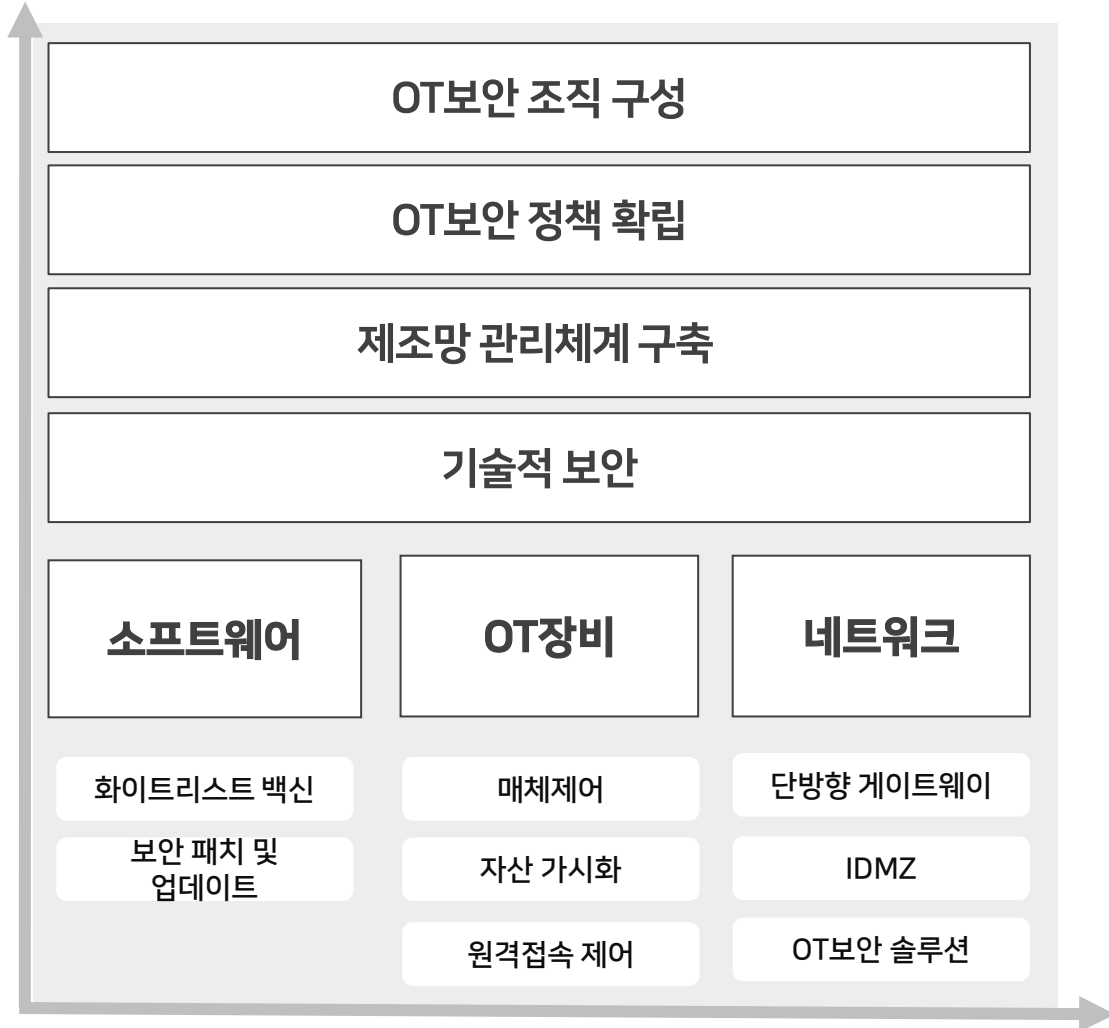 OT보안 조직 구성
OT보안 정책 확립
제조망 관리체계 구축
기술적 보안
소프트웨어
OT장비
네트워크
화이트리스트 백신
매체제어
단방향 게이트웨이
보안 패치 및
업데이트
자산 가시화
IDMZ
원격접속 제어
OT보안 솔루션